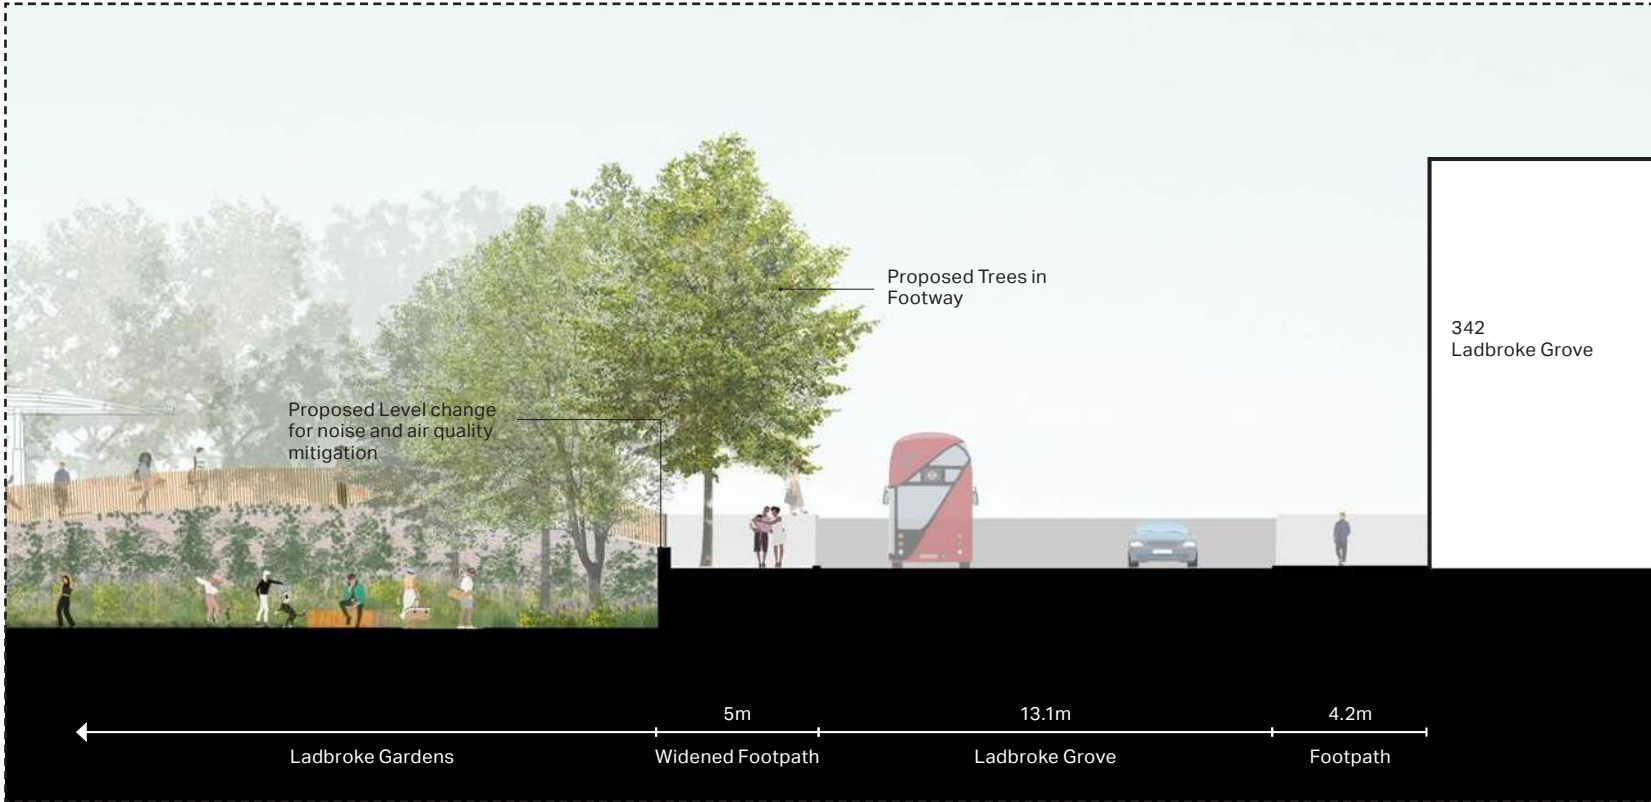 Proposed Trees in
Footway
342
Ladbroke Grove
Proposed Level change
for noise and air quality
mitigation
5m
13.1m
4.2m
Ladbroke Gardens
Widened Footpath
Ladbroke Grove
Footpath